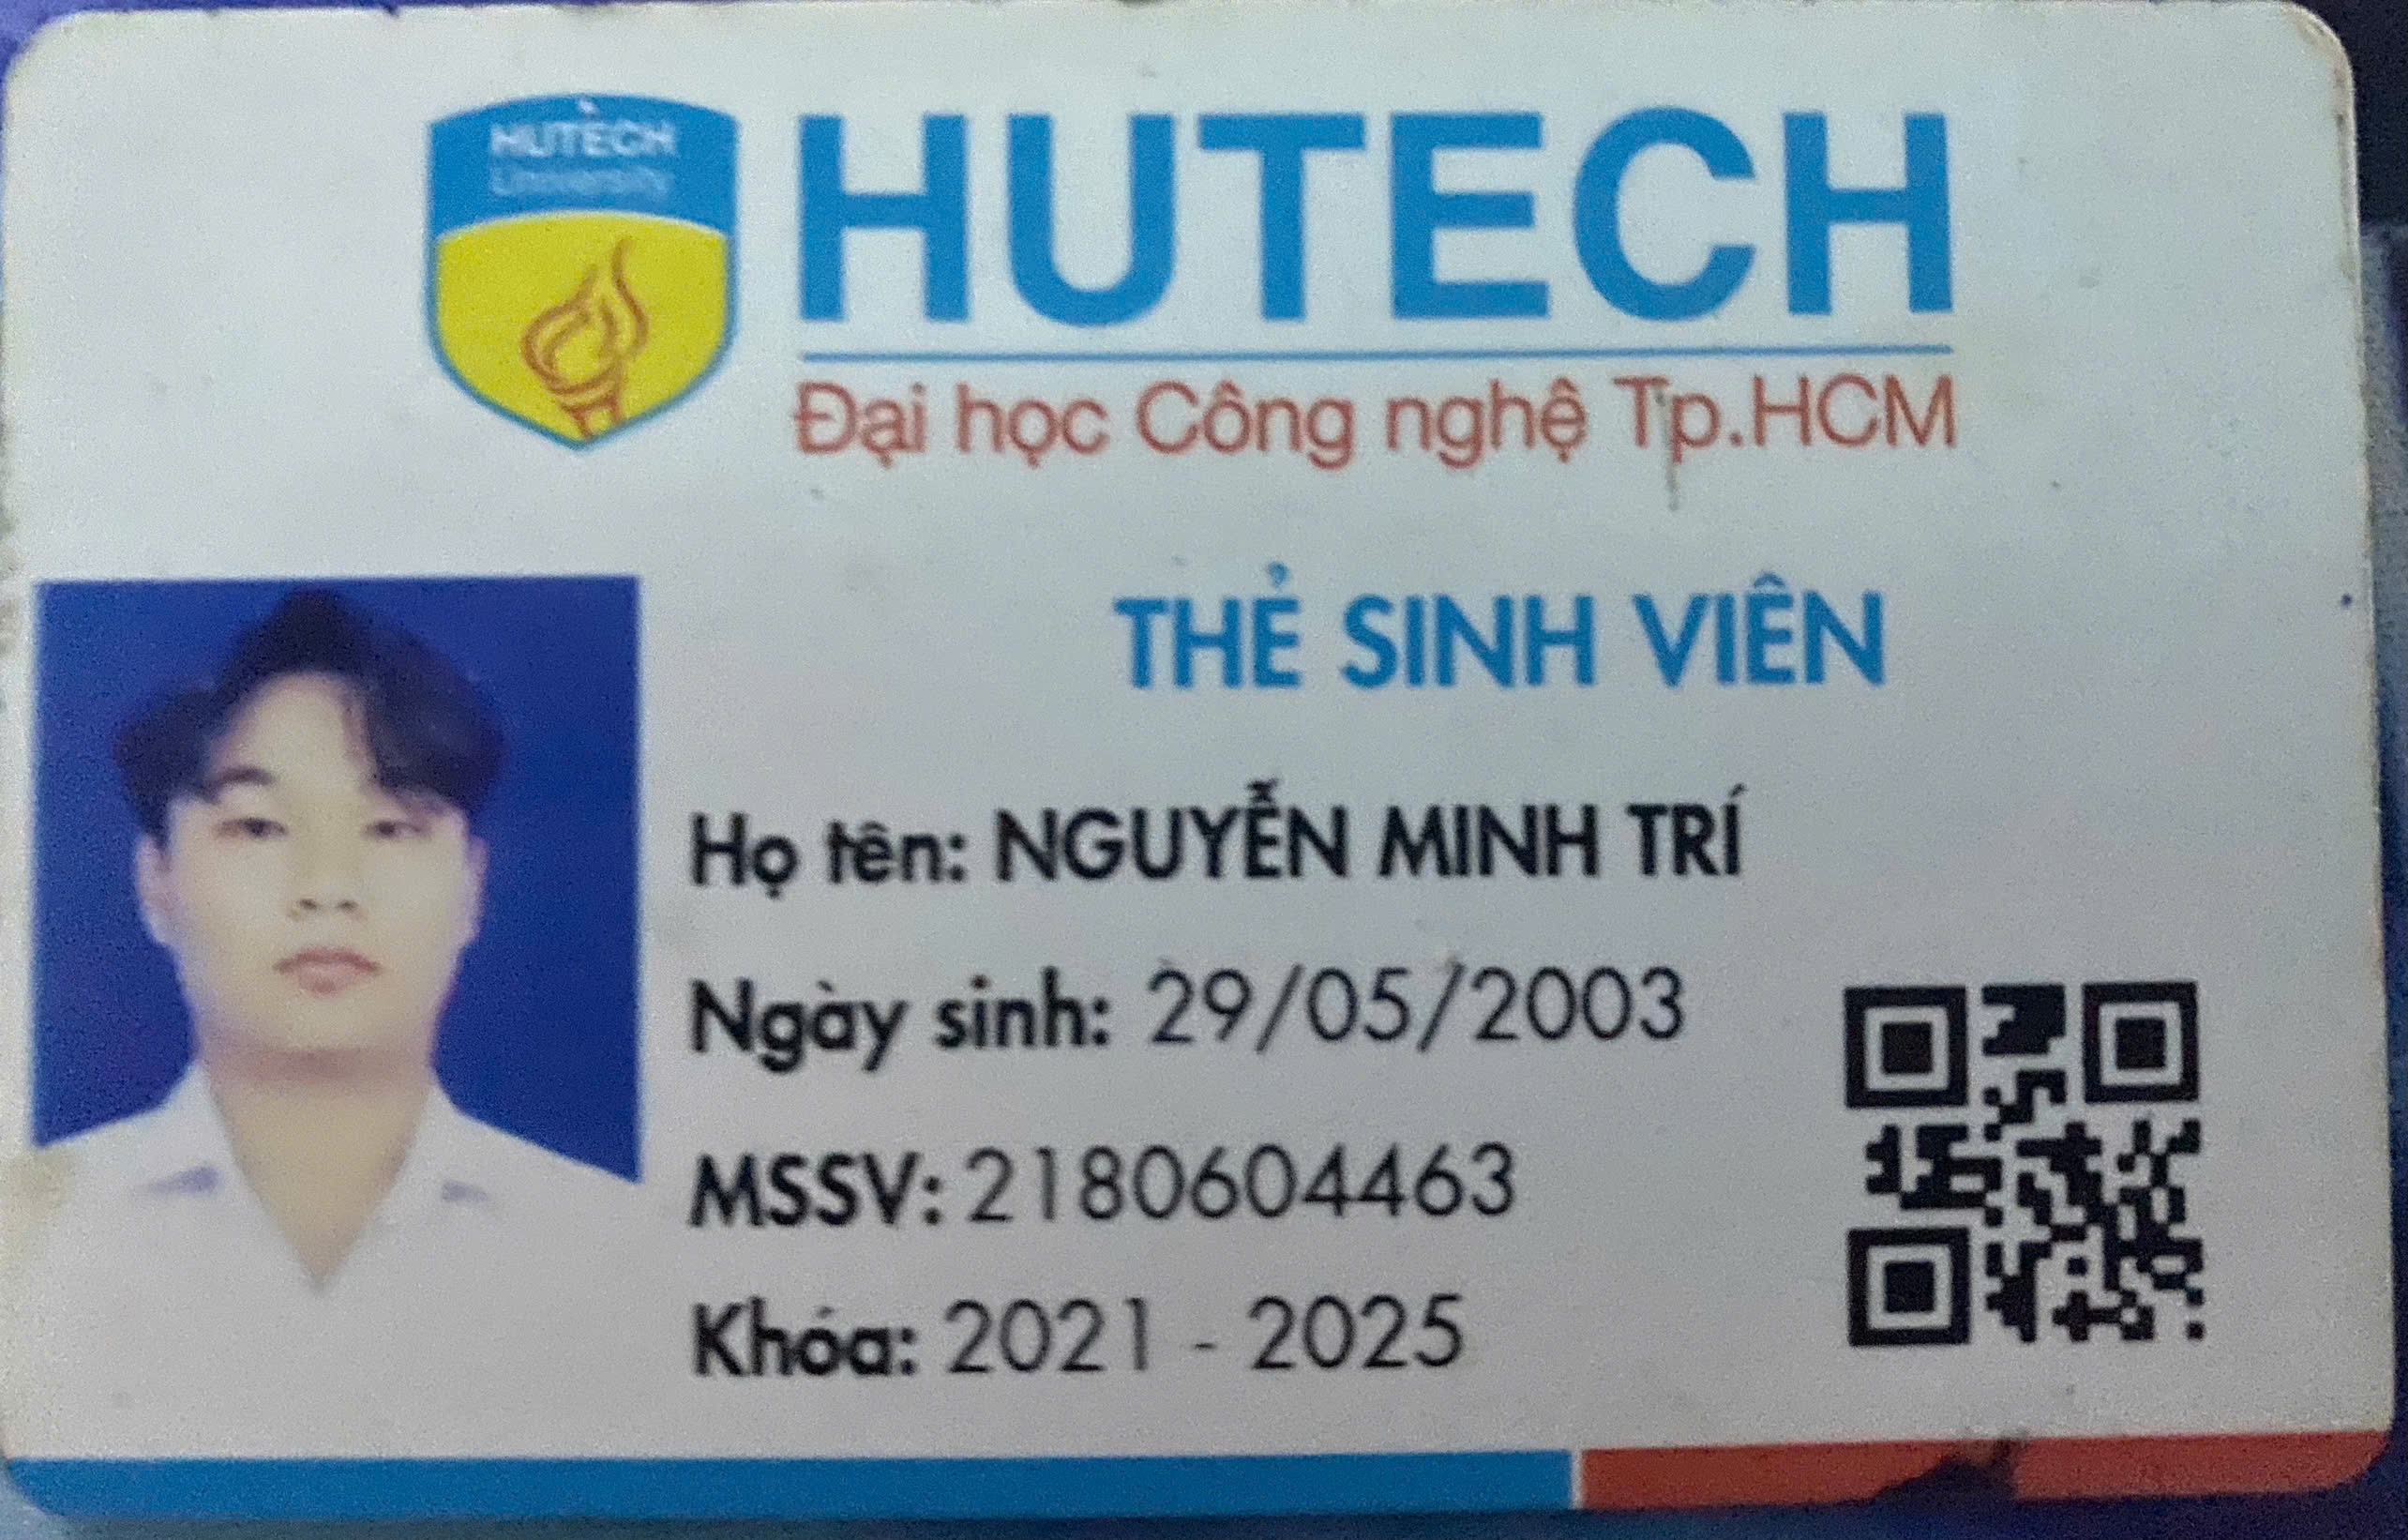 HUTECH
University
HUTECH
Đại học Công nghệ Tp.HCM
THẺ SINH VIÊN
Họ tên: NGUYỄN MINH TRÍ
Ngày sinh: 29/05/2003
MSSV: 2180604463
Khóa: 2021 - 2025